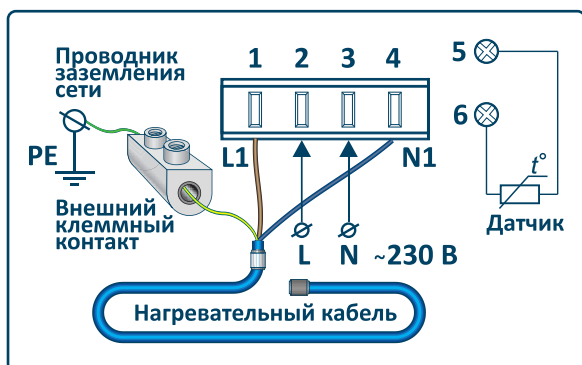 Проводник
заземления
сети
PE
Внешний
клеммный
контакт
1 2 3 4
L1 N1
L N ~230 В
Нагревательный кабель
5
6
t°
Датчик